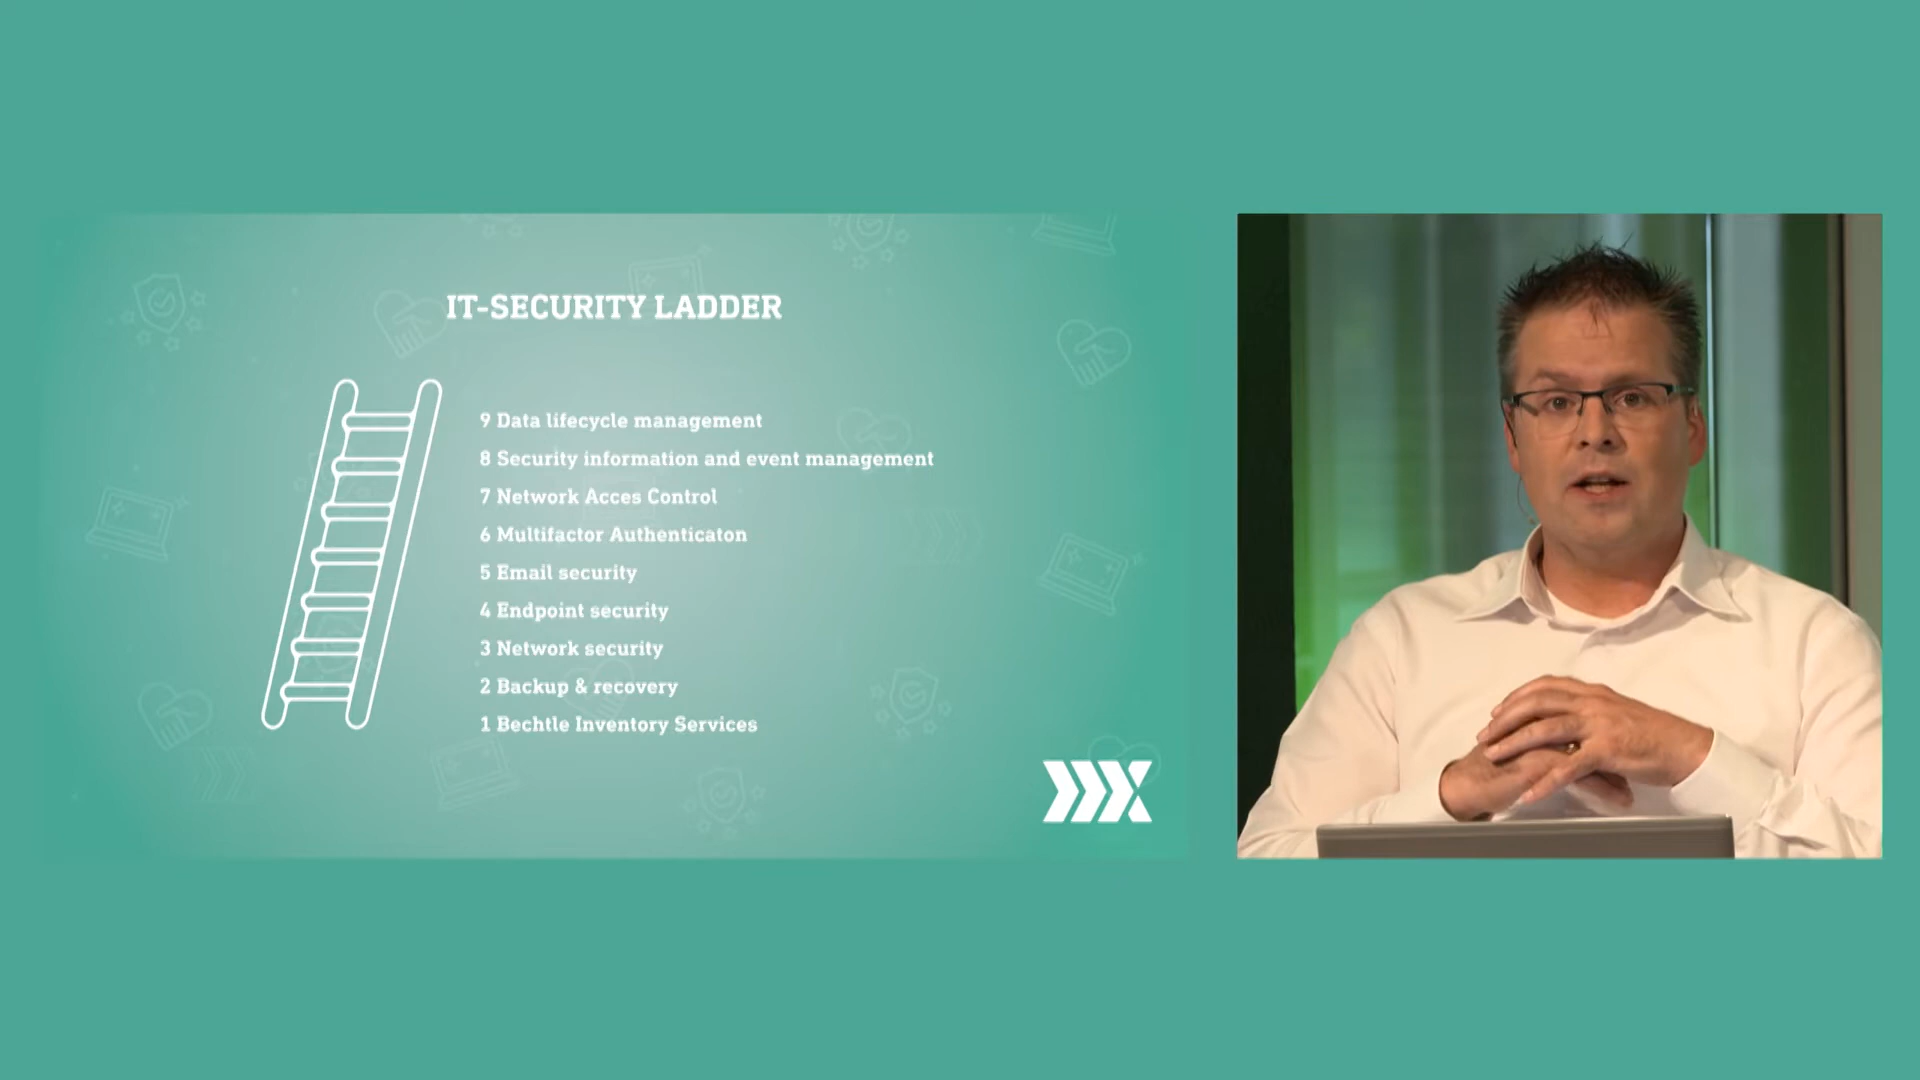 IT-SECURITY LADDER
9 Data lifecycle management
8 Security information and event management
7 Network Acces Control
6 Multifactor Authenticaton
5 Email security
4 Endpoint security
3 Network security
2 Backup & recovery
1 Bechtle Inventory Services